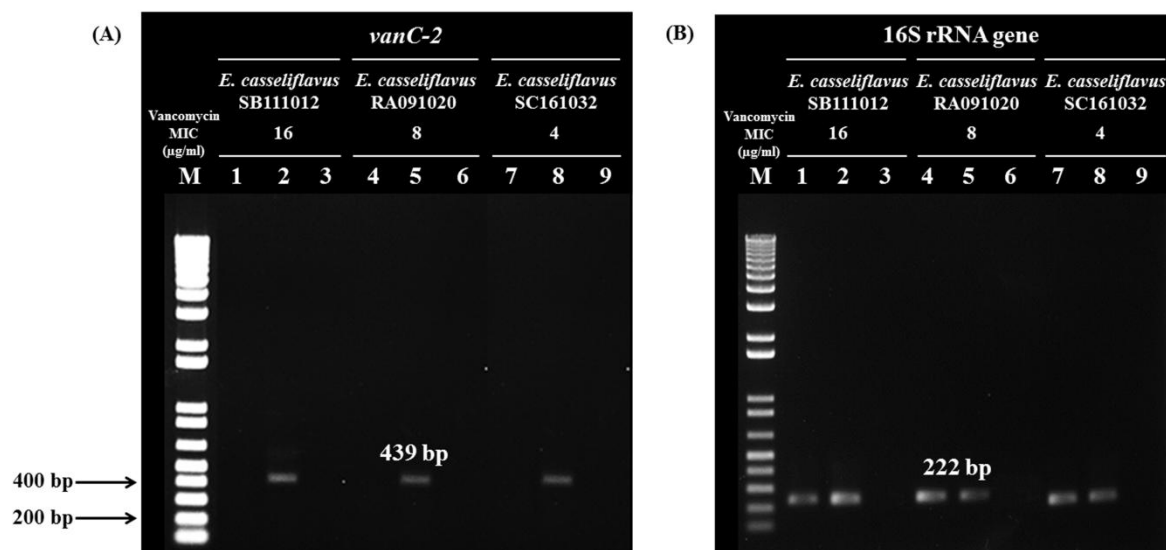 (A)
vanC-2
E. casseliflavus E. casseliflavus E. casseliflavus
SB111012 RA091020 SC161032
Vancomycin
MIC
(µg/ml)
16 8 4
M 1 2 3 4 5 6 7 8 9
439 bp
400 bp
200 bp
(B)
16S rRNA gene
E. casseliflavus E. casseliflavus E. casseliflavus
SB111012 RA091020 SC161032
Vancomycin
MIC
(µg/ml)
16 8 4
M 1 2 3 4 5 6 7 8 9
222 bp